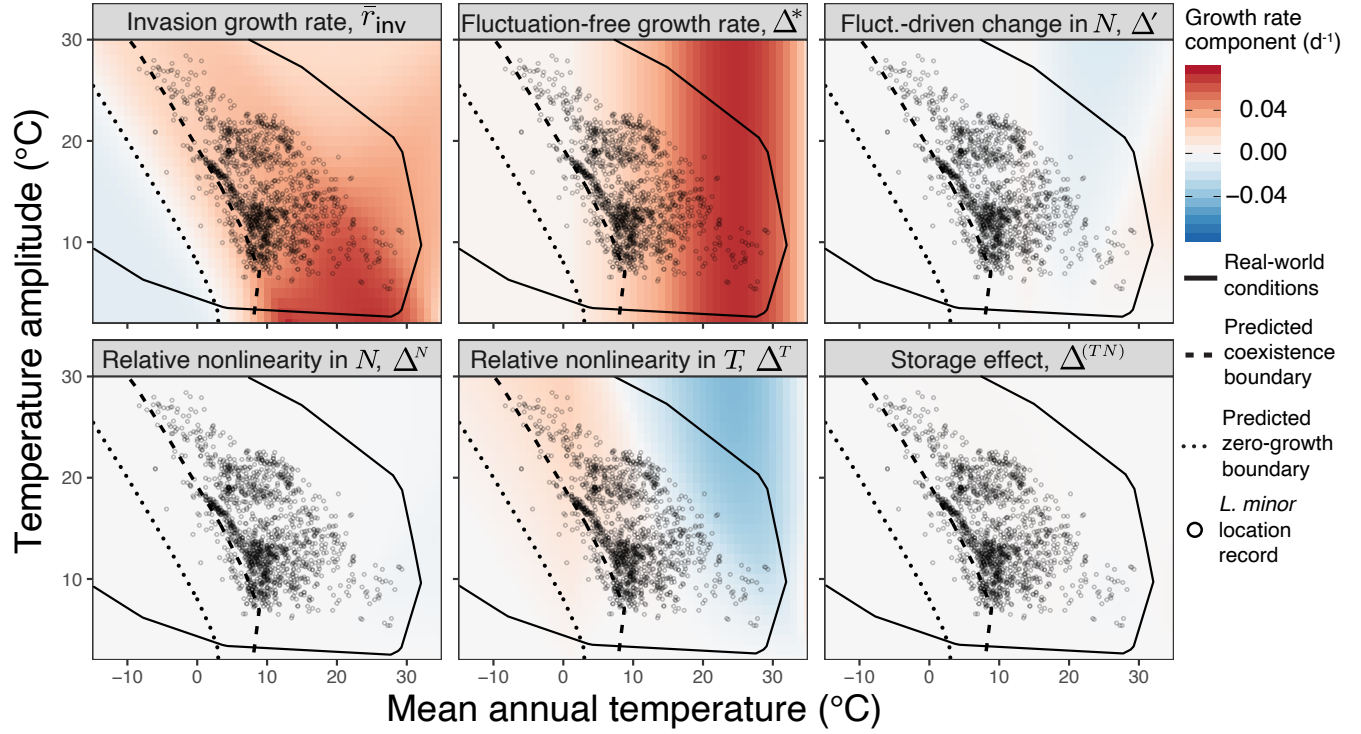 Invasion growth rate, r̄inv
Fluctuation-free growth rate, Δ*
Fluct.-driven change in N, Δ′
Growth rate
component (d-1)
0.04
0.00
−0.04
Real-world
conditions
Predicted
coexistence
boundary
Predicted
zero-growth
boundary
L. minor
location
record
30
20
10
Relative nonlinearity in N, ΔN
Relative nonlinearity in T, ΔT
Storage effect, Δ(TN)
30
20
10
−10 0 10 20 30
−10 0 10 20 30
−10 0 10 20 30
Temperature amplitude (°C)
Mean annual temperature (°C)